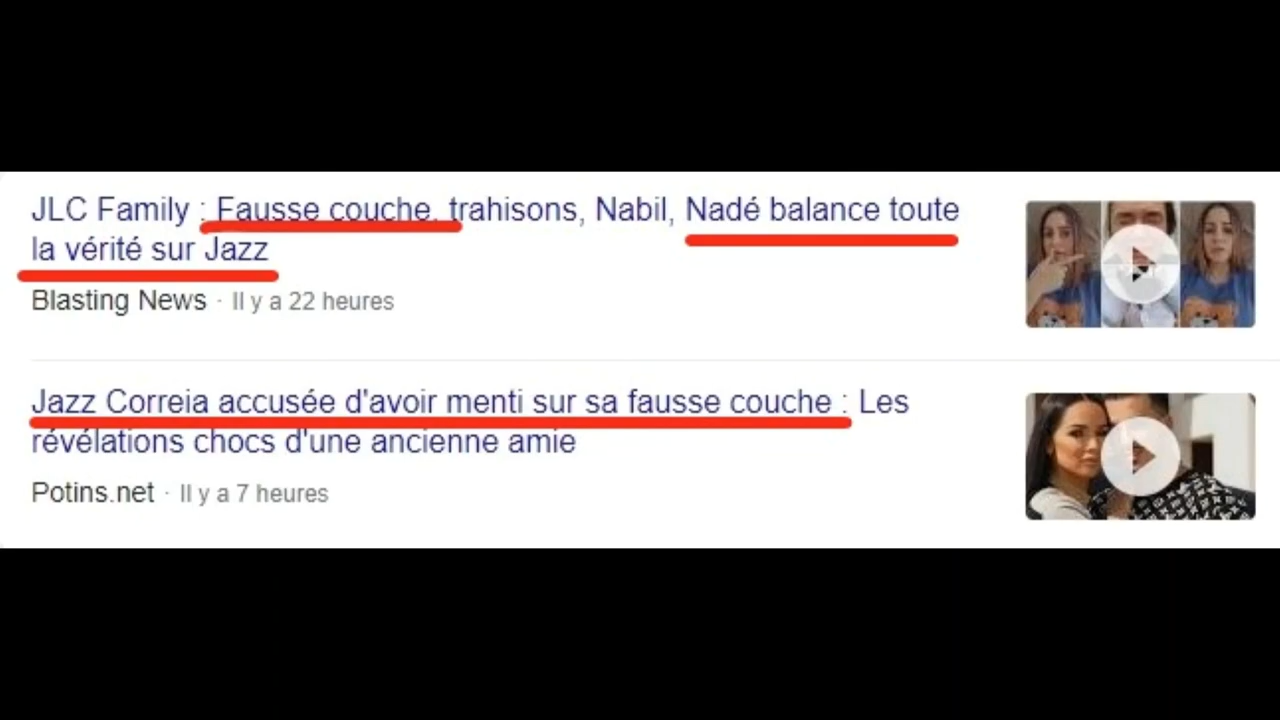 JLC Family : Fausse couche, trahisons, Nabil, Nadé balance toute
la vérité sur Jazz
Blasting News · Il y a 22 heures
Jazz Correia accusée d'avoir menti sur sa fausse couche : Les
révélations chocs d'une ancienne amie
Potins.net · Il y a 7 heures